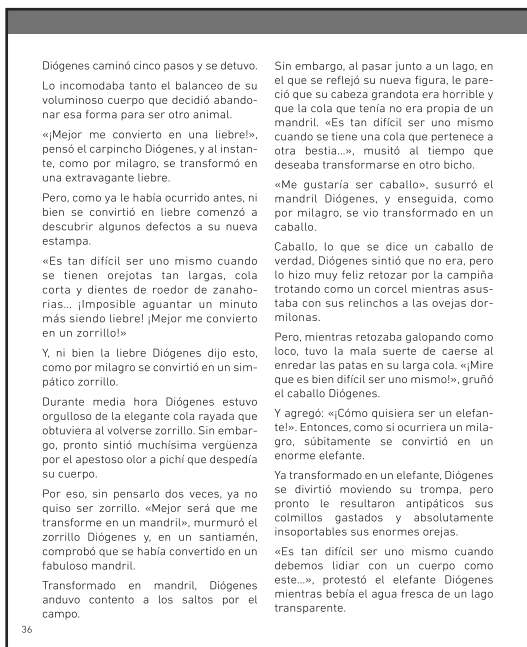 Diógenes caminó cinco pasos y se detuvo.
Lo incomodaba tanto el balanceo de su
voluminoso cuerpo que decidió abando-
nar esa forma para ser otro animal.
«¡Mejor me convierto en una liebre!»,
pensó el carpincho Diógenes, y al instan-
te, como por milagro, se transformó en
una extravagante liebre.
Pero, como ya le había ocurrido antes, ni
bien se convirtió en liebre comenzó a
descubrir algunos defectos a su nueva
estampa.
«Es tan difícil ser uno mismo cuando
se tienen orejotas tan largas, cola
corta y dientes de roedor de zanaho-
rias... ¡Imposible aguantar un minuto
más siendo liebre! ¡Mejor me convierto
en un zorrillo!»
Y, ni bien la liebre Diógenes dijo esto,
como por milagro se convirtió en un sim-
pático zorrillo.
Durante media hora Diógenes estuvo
orgulloso de la elegante cola rayada que
obtuviera al volverse zorrillo. Sin embar-
go, pronto sintió muchísima vergüenza
por el apestoso olor a pichí que despedía
su cuerpo.
Por eso, sin pensarlo dos veces, ya no
quiso ser zorrillo. «Mejor será que me
transforme en un mandril», murmuró el
zorrillo Diógenes y, en un santiamén,
comprobó que se había convertido en un
fabuloso mandril.
Transformado en mandril, Diógenes
anduvo contento a los saltos por el
campo.
Sin embargo, al pasar junto a un lago, en
el que se reflejó su nueva figura, le pare-
ció que su cabeza grandota era horrible y
que la cola que tenía no era propia de un
mandril. «Es tan difícil ser uno mismo
cuando se tiene una cola que pertenece a
otra bestia...», musitó al tiempo que
deseaba transformarse en otro bicho.
«Me gustaría ser caballo», susurró el
mandril Diógenes, y enseguida, como
por milagro, se vio transformado en un
caballo.
Caballo, lo que se dice un caballo de
verdad, Diógenes sintió que no era, pero
lo hizo muy feliz retozar por la campiña
trotando como un corcel mientras asus-
taba con sus relinchos a las ovejas dor-
milonas.
Pero, mientras retozaba galopando como
loco, tuvo la mala suerte de caerse al
enredar las patas en su larga cola. «¡Mire
que es bien difícil ser uno mismo!», gruñó
el caballo Diógenes.
Y agregó: «¡Cómo quisiera ser un elefan-
te!». Entonces, como si ocurriera un mila-
gro, súbitamente se convirtió en un
enorme elefante.
Ya transformado en un elefante, Diógenes
se divirtió moviendo su trompa, pero
pronto le resultaron antipáticos sus
colmillos gastados y absolutamente
insoportables sus enormes orejas.
«Es tan difícil ser uno mismo cuando
debemos lidiar con un cuerpo como
este...», protestó el elefante Diógenes
mientras bebía el agua fresca de un lago
transparente.
36